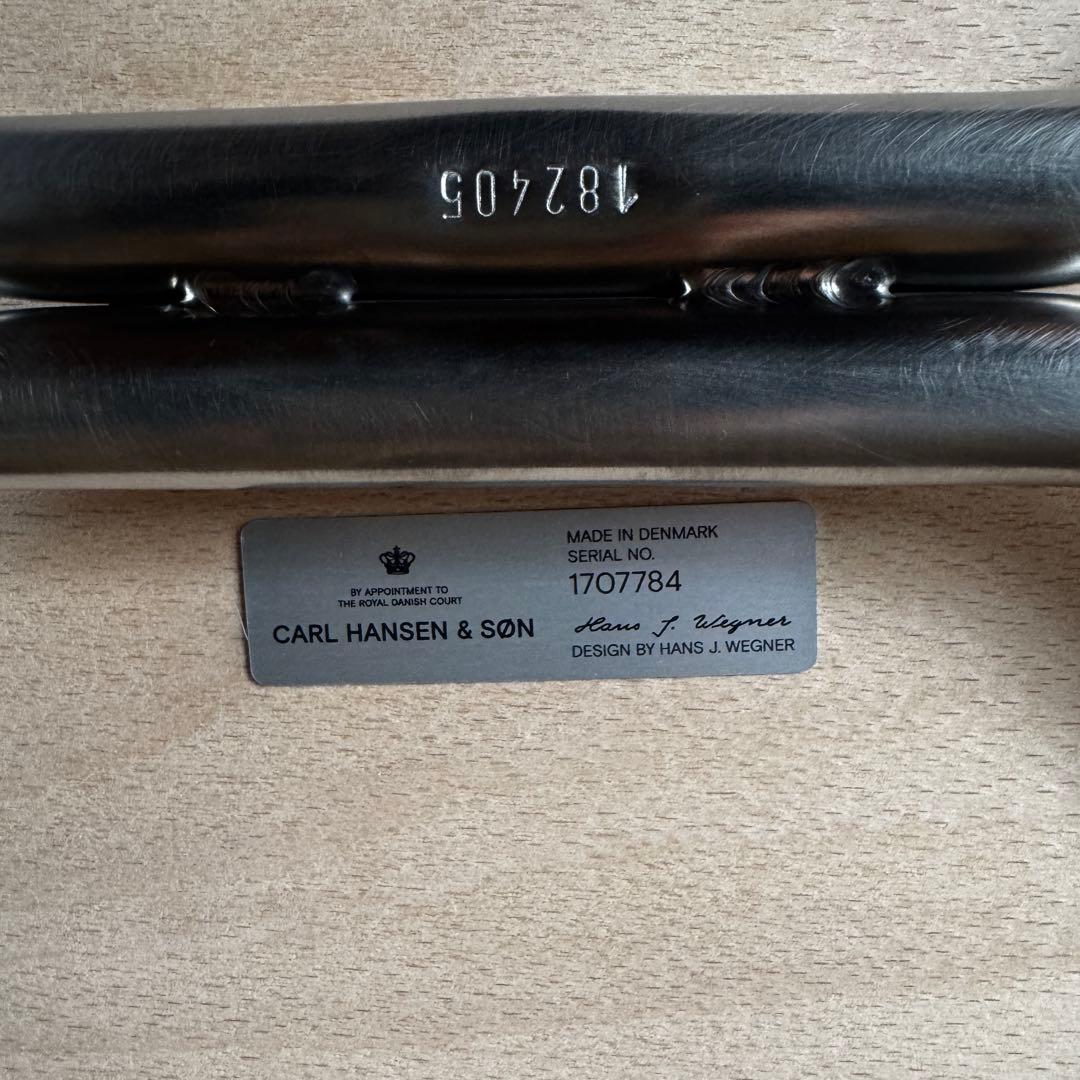 182405
BY APPOINTMENT TO
THE ROYAL DANISH COURT
CARL HANSEN & SØN
MADE IN DENMARK
SERIAL NO.
1707784
Hans J. Wegner
DESIGN BY HANS J. WEGNER